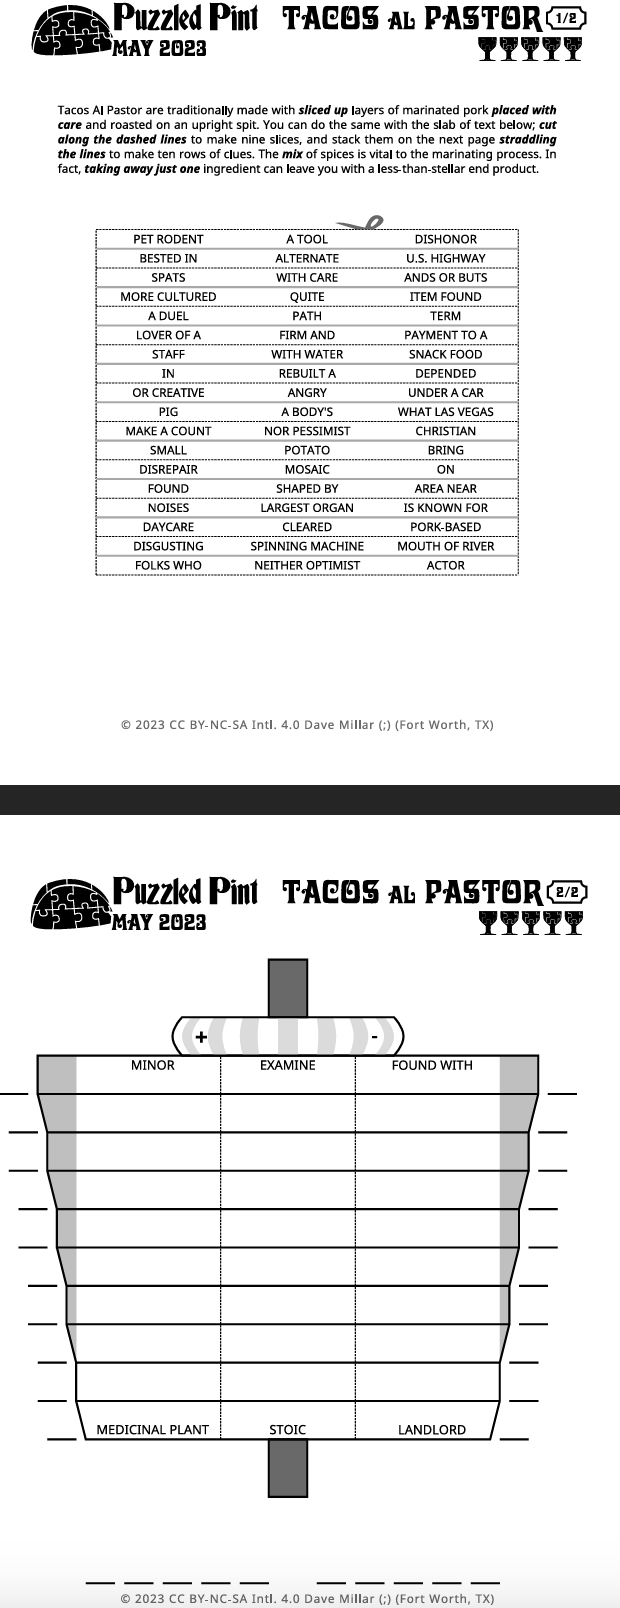 Puzzled Pint TACOS AL PASTOR 1/2
MAY 2023
Tacos Al Pastor are traditionally made with sliced up layers of marinated pork placed with
care and roasted on an upright spit. You can do the same with the slab of text below; cut
along the dashed lines to make nine slices, and stack them on the next page straddling
the lines to make ten rows of clues. The mix of spices is vital to the marinating process. In
fact, taking away just one ingredient can leave you with a less-than-stellar end product.
PET RODENT A TOOL DISHONOR
BESTED IN ALTERNATE U.S. HIGHWAY
SPATS WITH CARE ANDS OR BUTS
MORE CULTURED QUITE ITEM FOUND
A DUEL PATH TERM
LOVER OF A FIRM AND PAYMENT TO A
STAFF WITH WATER SNACK FOOD
IN REBUILT A DEPENDED
OR CREATIVE ANGRY UNDER A CAR
PIG A BODY'S WHAT LAS VEGAS
MAKE A COUNT NOR PESSIMIST CHRISTIAN
SMALL POTATO BRING
DISREPAIR MOSAIC ON
FOUND SHAPED BY AREA NEAR
NOISES LARGEST ORGAN IS KNOWN FOR
DAYCARE CLEARED PORK-BASED
DISGUSTING SPINNING MACHINE MOUTH OF RIVER
FOLKS WHO NEITHER OPTIMIST ACTOR
© 2023 CC BY-NC-SA Intl. 4.0 Dave Millar (;) (Fort Worth, TX)
Puzzled Pint TACOS AL PASTOR 2/2
MAY 2023
+ -
MINOR EXAMINE FOUND WITH
MEDICINAL PLANT STOIC LANDLORD
© 2023 CC BY-NC-SA Intl. 4.0 Dave Millar (;) (Fort Worth, TX)